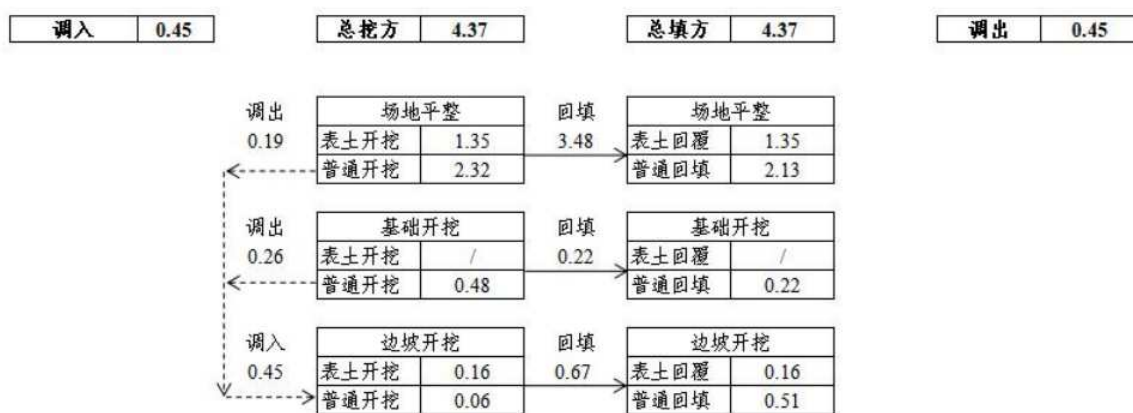 调入 0.45 总挖方 4.37 总填方 4.37 调出 0.45
调出 场地平整 回填 场地平整
0.19 表土开挖 1.35 3.48 表土回覆 1.35
普通开挖 2.32 普通回填 2.13
调出 基础开挖 回填 基础开挖
0.26 表土开挖 / 0.22 表土回覆 /
普通开挖 0.48 普通回填 0.22
调入 边坡开挖 回填 边坡开挖
0.45 表土开挖 0.16 0.67 表土回覆 0.16
普通开挖 0.06 普通回填 0.51